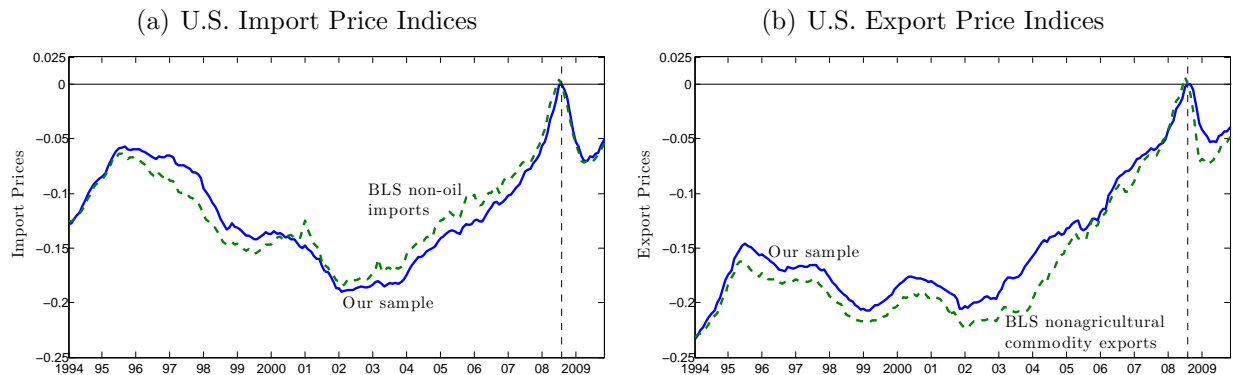 (a) U.S. Import Price Indices
0.025
0
−0.05
−0.1
−0.15
−0.2
−0.25
Import Prices
BLS non-oil
imports
Our sample
1994 95 96 97 98 99 00 01 02 03 04 05 06 07 08 2009
(b) U.S. Export Price Indices
0.025
0
−0.05
−0.1
−0.15
−0.2
−0.25
Export Prices
Our sample
BLS nonagricultural
commodity exports
1994 95 96 97 98 99 00 01 02 03 04 05 06 07 08 2009